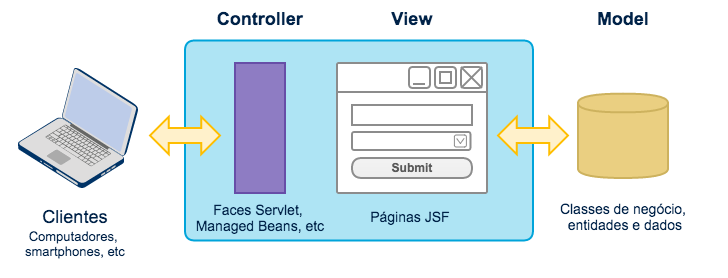 Controller
View
Model
Submit
Clientes
Computadores,
smartphones, etc
Faces Servlet,
Managed Beans, etc
Páginas JSF
Classes de negócio,
entidades e dados